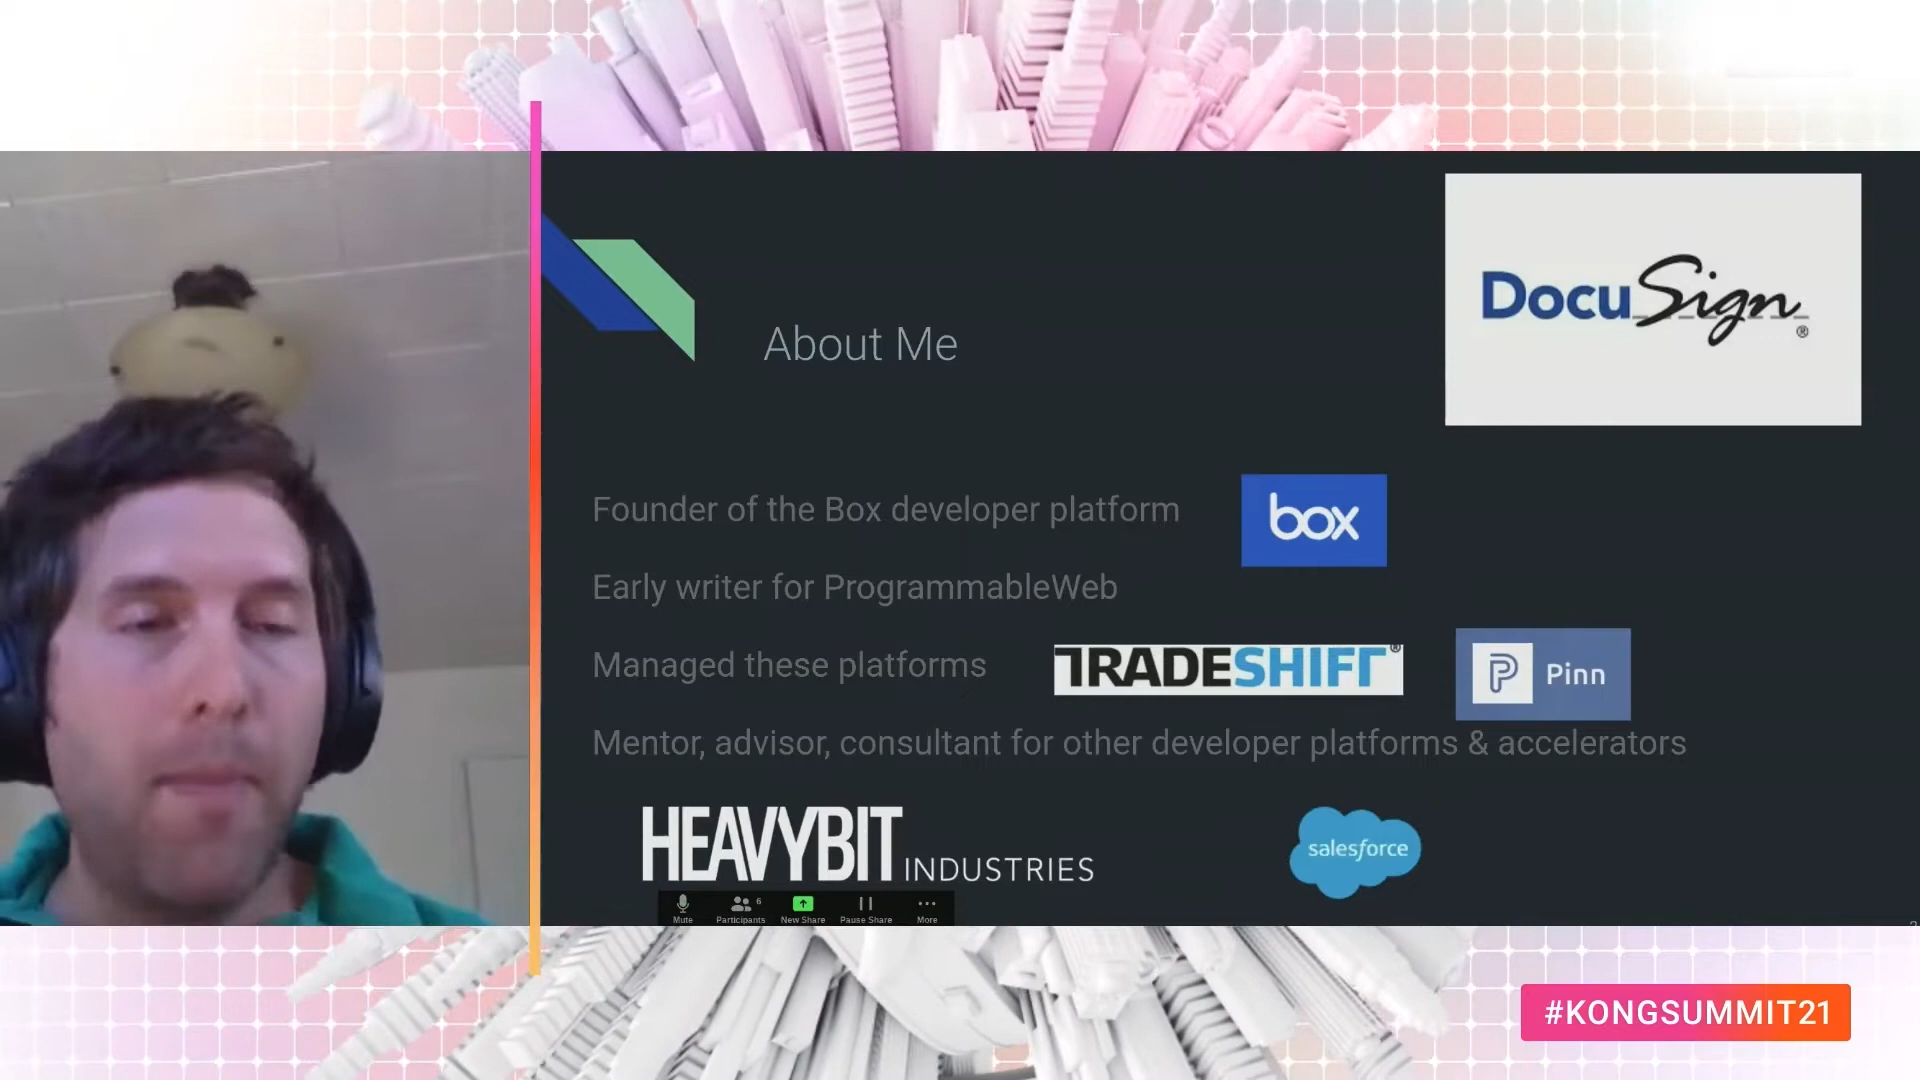 DocuSign®
About Me
Founder of the Box developer platform
box
Early writer for ProgrammableWeb
Managed these platforms
TRADESHIFT®
P Pinn
Mentor, advisor, consultant for other developer platforms & accelerators
HEAVYBIT INDUSTRIES
salesforce
Mute
Participants 6
New Share
Pause Share
More
#KONGSUMMIT21